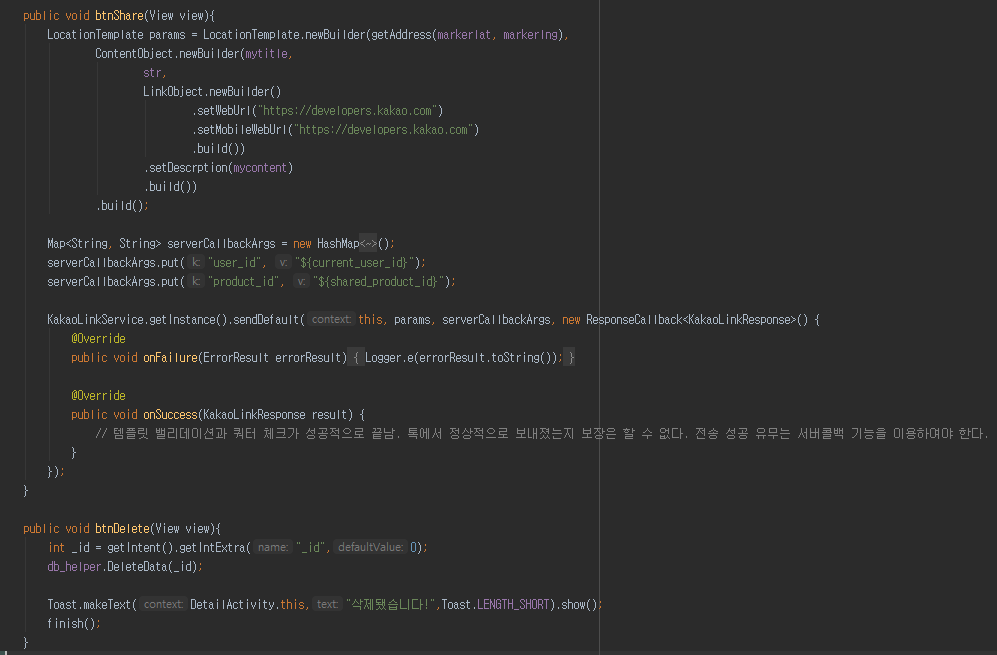 public void btnShare(View view){
LocationTemplate params = LocationTemplate.newBuilder(getAddress(markerlat, markerlng),
ContentObject.newBuilder(mytitle,
str,
LinkObject.newBuilder()
.setWebUrl("https://developers.kakao.com")
.setMobileWebUrl("https://developers.kakao.com")
.build())
.setDescrption(mycontent)
.build())
.build();
Map<String, String> serverCallbackArgs = new HashMap<~>();
serverCallbackArgs.put( k: "user_id", v: "${current_user_id}");
serverCallbackArgs.put( k: "product_id", v: "${shared_product_id}");
KakaoLinkService.getInstance().sendDefault( context: this, params, serverCallbackArgs, new ResponseCallback<KakaoLinkResponse>() {
@Override
public void onFailure(ErrorResult errorResult) { Logger.e(errorResult.toString()); }
@Override
public void onSuccess(KakaoLinkResponse result) {
// 템플릿 밸리데이션과 쿼터 체크가 성공적으로 끝남. 톡에서 정상적으로 보내졌는지 보장은 할 수 없다. 전송 성공 유무는 서버콜백 기능을 이용하여야 한다.
}
});
}
public void btnDelete(View view){
int _id = getIntent().getIntExtra( name: "_id", defaultValue: 0);
db_helper.DeleteData(_id);
Toast.makeText( context: DetailActivity.this, text: "삭제됐습니다!",Toast.LENGTH_SHORT).show();
finish();
}